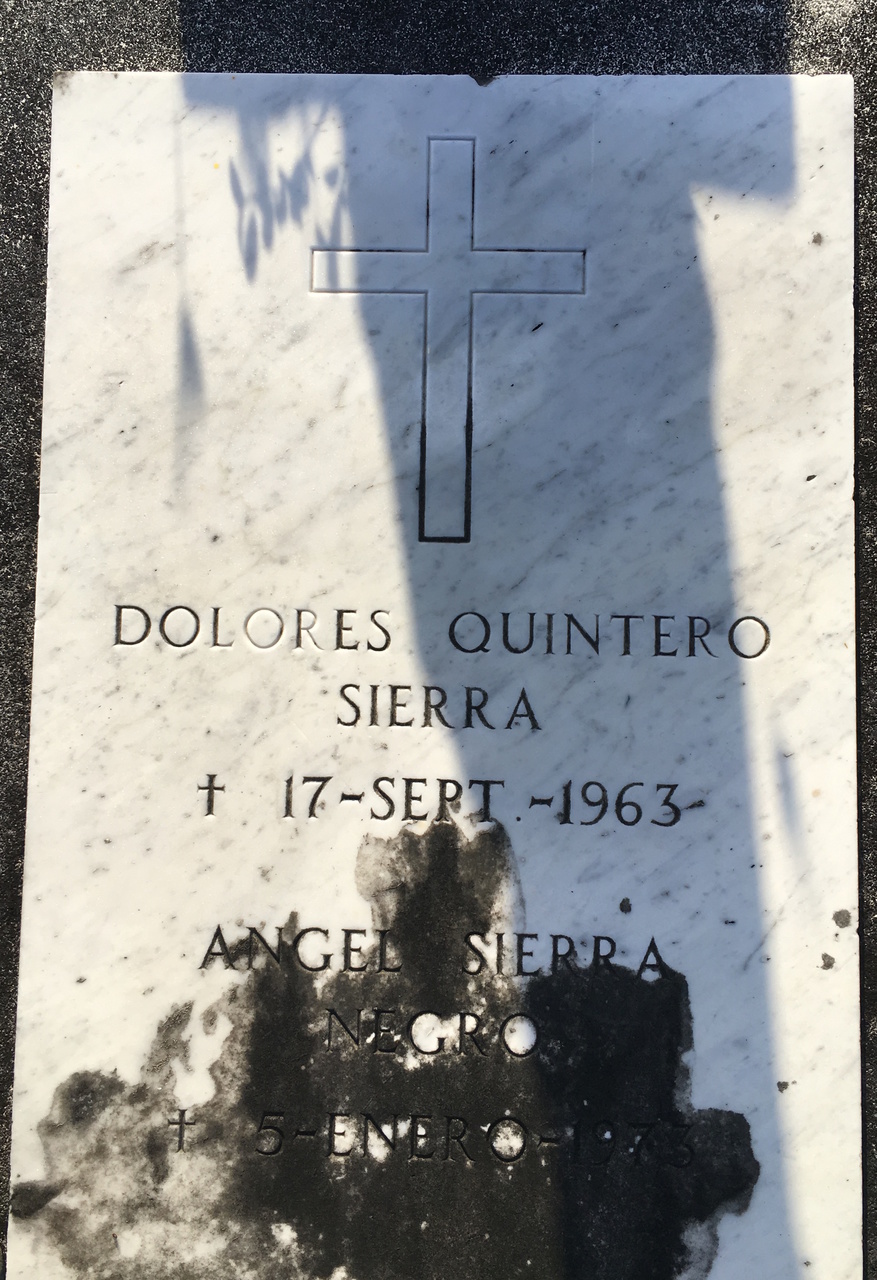 DOLORES QUINTERO
SIERRA
† 17-SEPT.-1963
ANGEL SIERRA
NEGRO
† 5-ENERO-1973